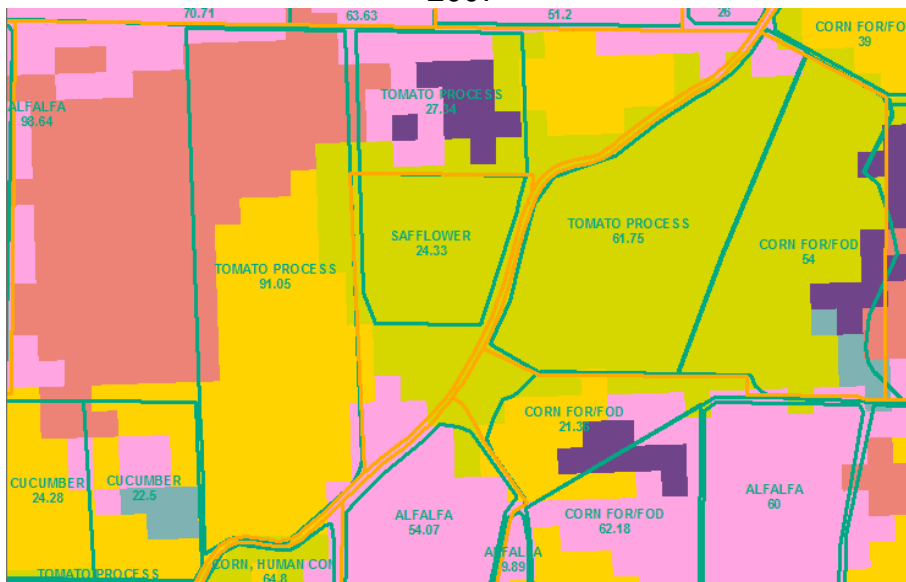 70.71
63.63
51.2
26
CORN FOR/FO
39
ALFALFA
98.64
TOMATO PROCESS
27.54
SAFFLOWER
24.33
TOMATO PROCESS
61.75
CORN FOR/FOD
54
TOMATO PROCESS
91.05
CORN FOR/FOD
21.38
CUCUMBER
24.28
CUCUMBER
22.5
ALFALFA
54.07
CORN FOR/FOD
62.18
ALFALFA
60
ALFALFA
9.89
TOMATO PROCESS
CORN, HUMAN CON
64.8